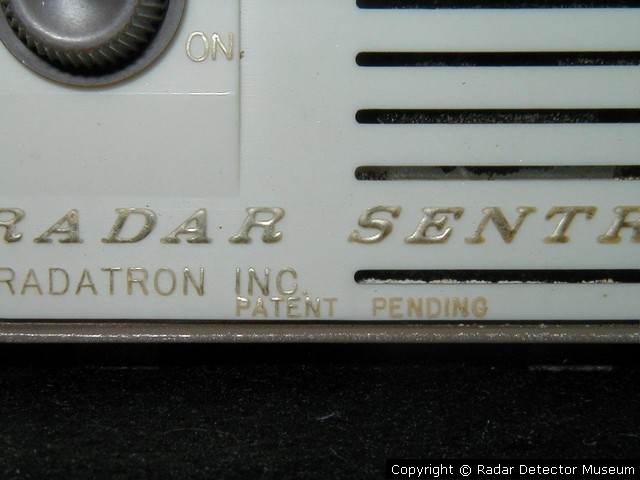 ON
RADAR SENTR
RADATRON INC.
PATENT PENDING
Copyright © Radar Detector Museum